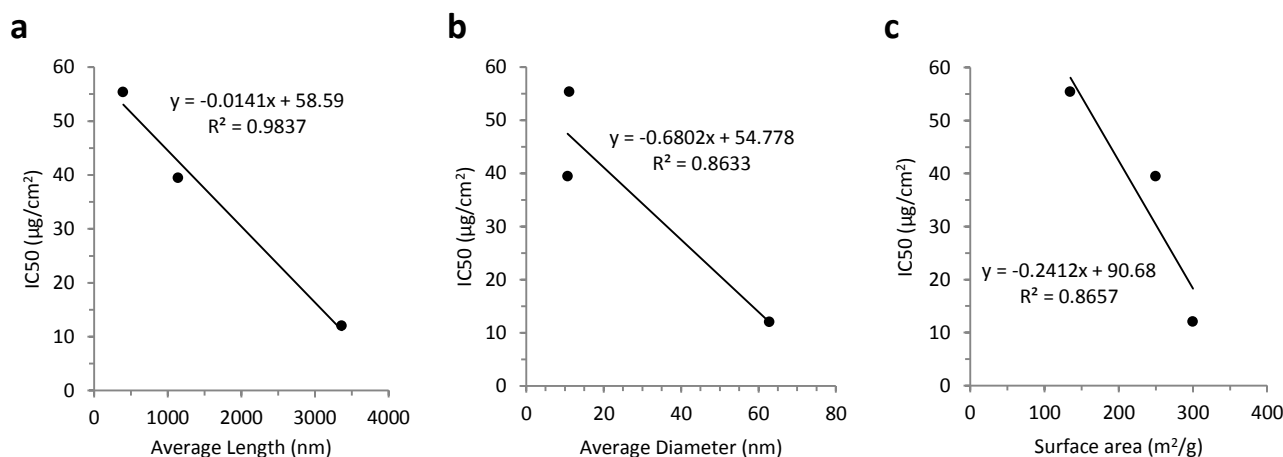 a
60
50
40
30
20
10
0
IC50 (µg/cm²)
y = -0.0141x + 58.59
R² = 0.9837
0 1000 2000 3000 4000
Average Length (nm)
b
60
50
40
30
20
10
0
IC50 (µg/cm²)
y = -0.6802x + 54.778
R² = 0.8633
0 20 40 60 80
Average Diameter (nm)
c
60
50
40
30
20
10
0
IC50 (µg/cm²)
y = -0.2412x + 90.68
R² = 0.8657
0 100 200 300 400
Surface area (m²/g)